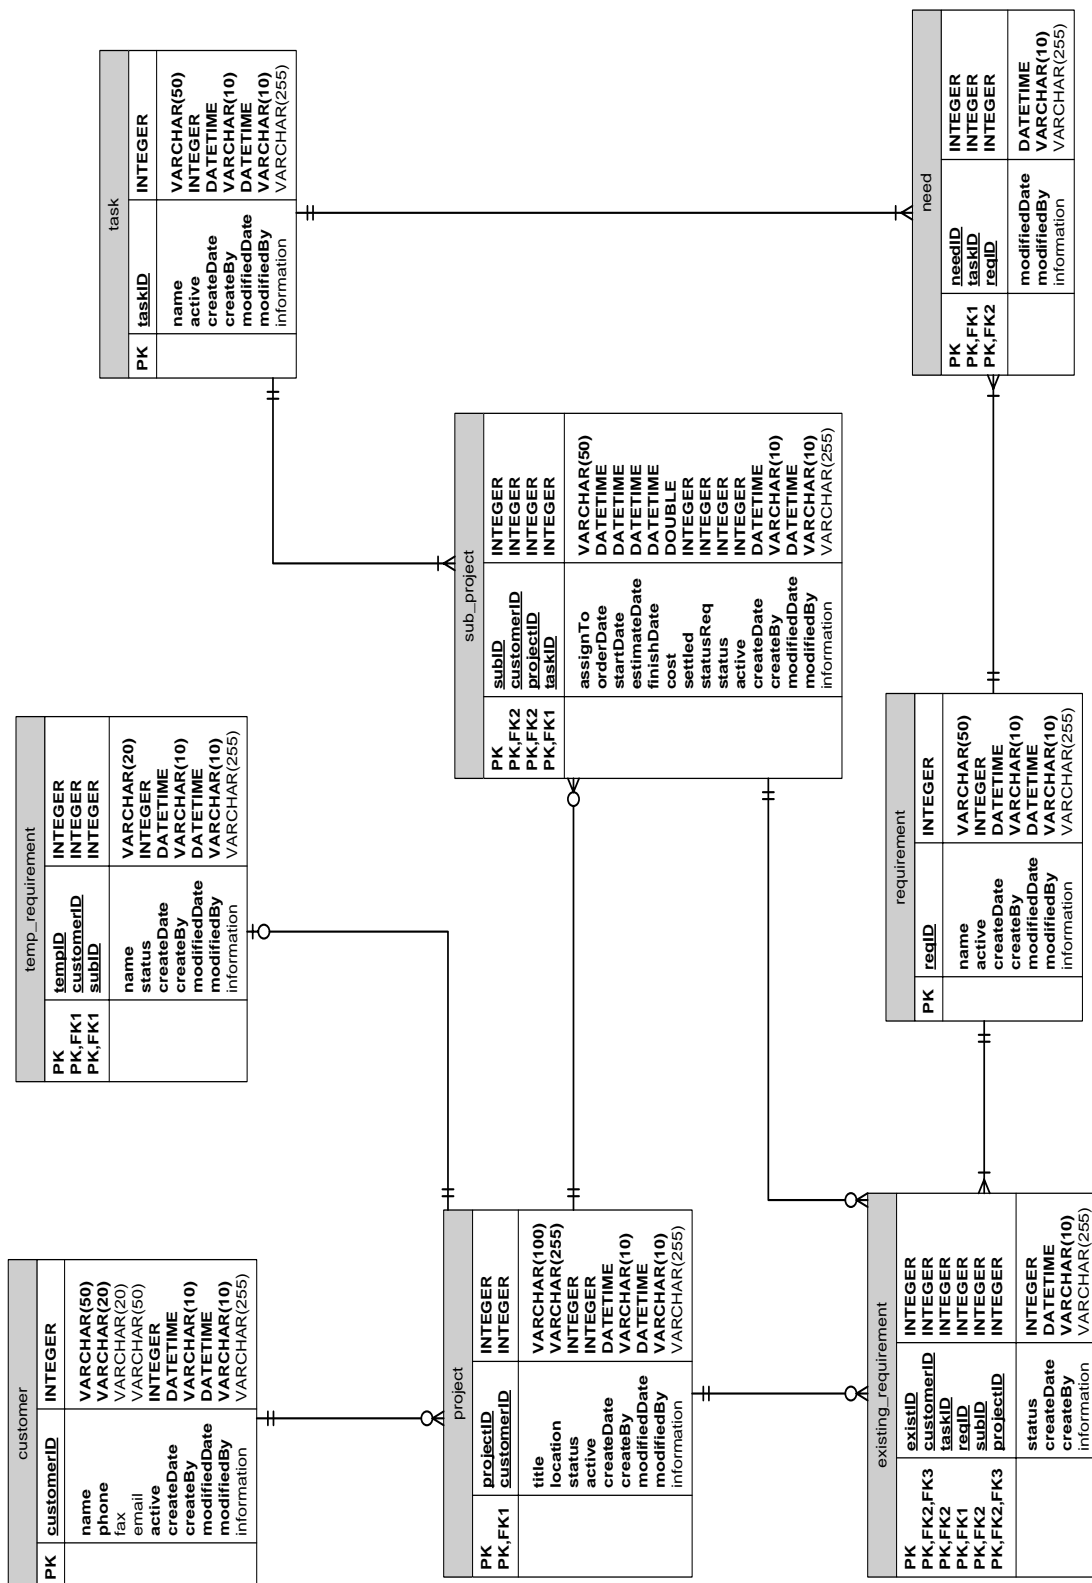 customer
PK customerID INTEGER
name VARCHAR(50)
phone VARCHAR(20)
fax VARCHAR(20)
email VARCHAR(50)
active INTEGER
createDate DATETIME
createBy VARCHAR(10)
modifiedDate DATETIME
modifiedBy VARCHAR(10)
information VARCHAR(255)
temp_requirement
PK tempID INTEGER
PK,FK1 customerID INTEGER
PK,FK1 subID INTEGER
name VARCHAR(20)
status INTEGER
createDate DATETIME
createBy VARCHAR(10)
modifiedDate DATETIME
modifiedBy VARCHAR(10)
information VARCHAR(255)
task
PK taskID INTEGER
name VARCHAR(50)
active INTEGER
createDate DATETIME
createBy VARCHAR(10)
modifiedDate DATETIME
modifiedBy VARCHAR(10)
information VARCHAR(255)
project
PK projectID INTEGER
PK,FK1 customerID INTEGER
title VARCHAR(100)
location VARCHAR(255)
status INTEGER
active INTEGER
createDate DATETIME
createBy VARCHAR(10)
modifiedDate DATETIME
modifiedBy VARCHAR(10)
information VARCHAR(255)
sub_project
PK subID INTEGER
PK,FK2 customerID INTEGER
PK,FK2 projectID INTEGER
PK,FK1 taskID INTEGER
assignTo VARCHAR(50)
orderDate DATETIME
startDate DATETIME
estimateDate DATETIME
finishDate DATETIME
cost DOUBLE
settled INTEGER
statusReq INTEGER
status INTEGER
active INTEGER
createDate DATETIME
createBy VARCHAR(10)
modifiedDate DATETIME
modifiedBy VARCHAR(10)
information VARCHAR(255)
existing_requirement
PK existID INTEGER
PK,FK2,FK3 customerID INTEGER
PK,FK2 taskID INTEGER
PK,FK1 reqID INTEGER
PK,FK2 subID INTEGER
PK,FK2,FK3 projectID INTEGER
status INTEGER
createDate DATETIME
createBy VARCHAR(10)
information VARCHAR(255)
requirement
PK reqID INTEGER
name VARCHAR(50)
active INTEGER
createDate DATETIME
createBy VARCHAR(10)
modifiedDate DATETIME
modifiedBy VARCHAR(10)
information VARCHAR(255)
need
PK needID INTEGER
PK,FK1 taskID INTEGER
PK,FK2 reqID INTEGER
modifiedDate DATETIME
modifiedBy VARCHAR(10)
information VARCHAR(255)